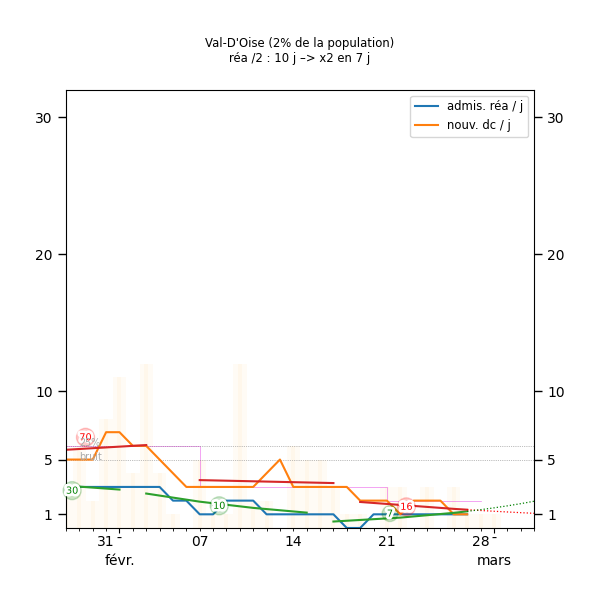 Val-D'Oise (2% de la population)
réa /2 : 10 j –> x2 en 7 j
admis. réa / j
nouv. dc / j
30
30
20
20
10
10
5
5
1
1
70
brut
30
10
7
16
31
07
14
21
28
févr.
mars